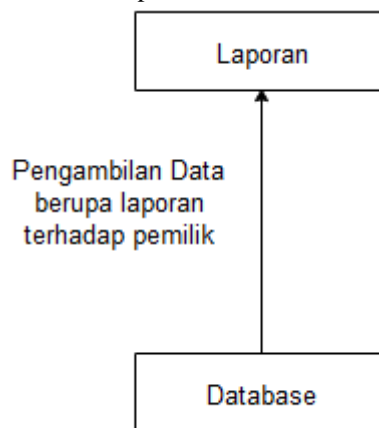 Laporan
Pengambilan Data
berupa laporan
terhadap pemilik
Database